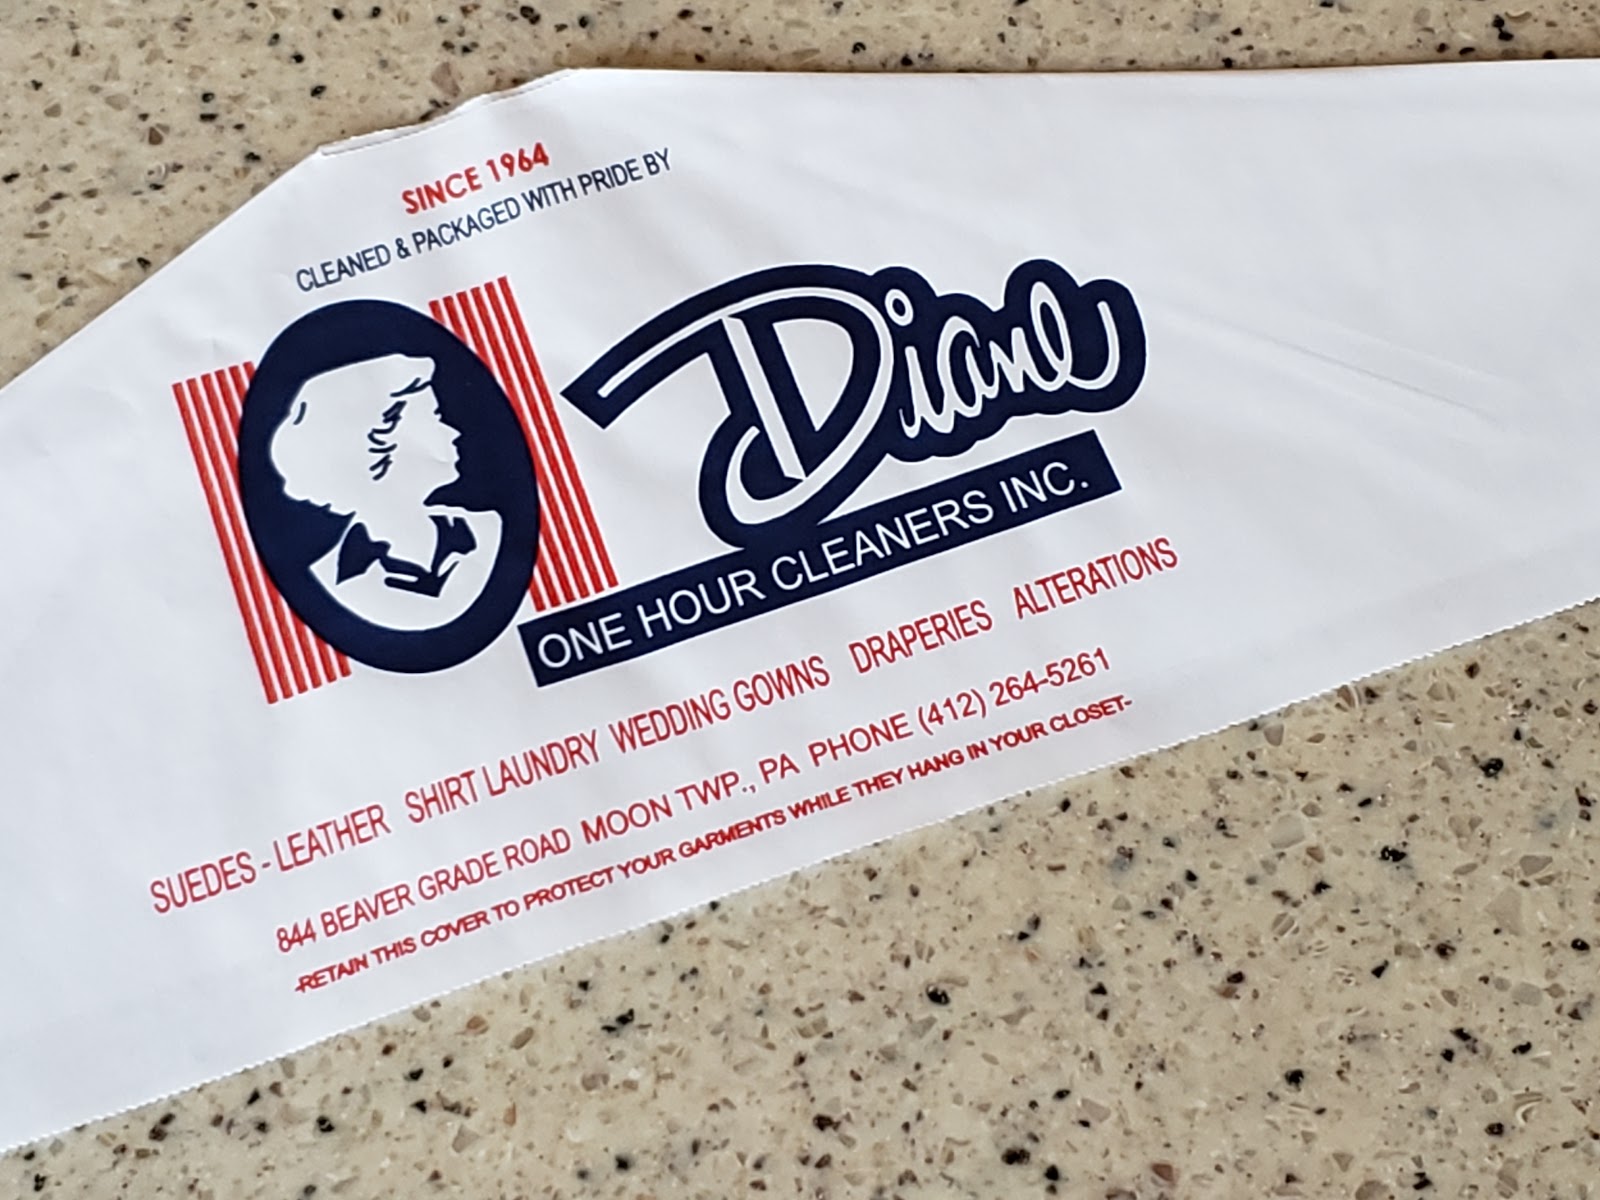 SINCE 1964
CLEANED & PACKAGED WITH PRIDE BY
Diane
ONE HOUR CLEANERS INC.
SUEDES - LEATHER SHIRT LAUNDRY WEDDING GOWNS DRAPERIES ALTERATIONS
844 BEAVER GRADE ROAD MOON TWP., PA PHONE (412) 264-5261
-RETAIN THIS COVER TO PROTECT YOUR GARMENTS WHILE THEY HANG IN YOUR CLOSET-